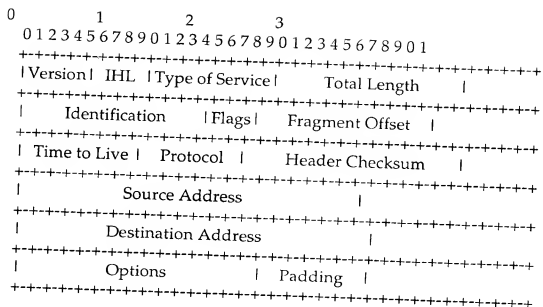 0 1 2 3
0 1 2 3 4 5 6 7 8 9 0 1 2 3 4 5 6 7 8 9 0 1 2 3 4 5 6 7 8 9 0 1
+-+-+-+-+-+-+-+-+-+-+-+-+-+-+-+-+-+-+-+-+-+-+-+-+-+-+-+-+-+-+-+-+
|Version| IHL |Type of Service| Total Length |
+-+-+-+-+-+-+-+-+-+-+-+-+-+-+-+-+-+-+-+-+-+-+-+-+-+-+-+-+-+-+-+-+
| Identification |Flags| Fragment Offset |
+-+-+-+-+-+-+-+-+-+-+-+-+-+-+-+-+-+-+-+-+-+-+-+-+-+-+-+-+-+-+-+-+
| Time to Live | Protocol | Header Checksum |
+-+-+-+-+-+-+-+-+-+-+-+-+-+-+-+-+-+-+-+-+-+-+-+-+-+-+-+-+-+-+-+-+
| Source Address |
+-+-+-+-+-+-+-+-+-+-+-+-+-+-+-+-+-+-+-+-+-+-+-+-+-+-+-+-+-+-+-+-+
| Destination Address |
+-+-+-+-+-+-+-+-+-+-+-+-+-+-+-+-+-+-+-+-+-+-+-+-+-+-+-+-+-+-+-+-+
| Options | Padding |
+-+-+-+-+-+-+-+-+-+-+-+-+-+-+-+-+-+-+-+-+-+-+-+-+-+-+-+-+-+-+-+-+